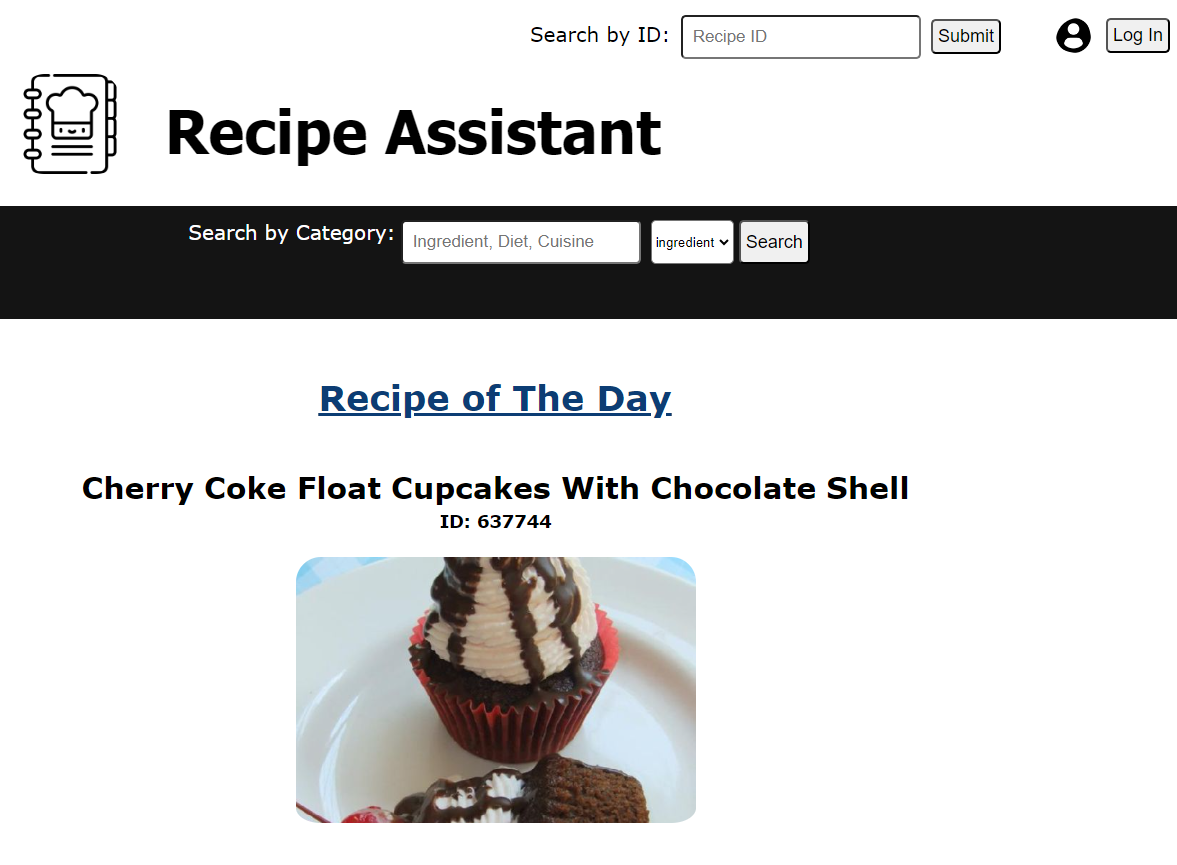 Search by ID: Recipe ID Submit Log In
Recipe Assistant
Search by Category: Ingredient, Diet, Cuisine ingredient Search
Recipe of The Day
Cherry Coke Float Cupcakes With Chocolate Shell
ID: 637744